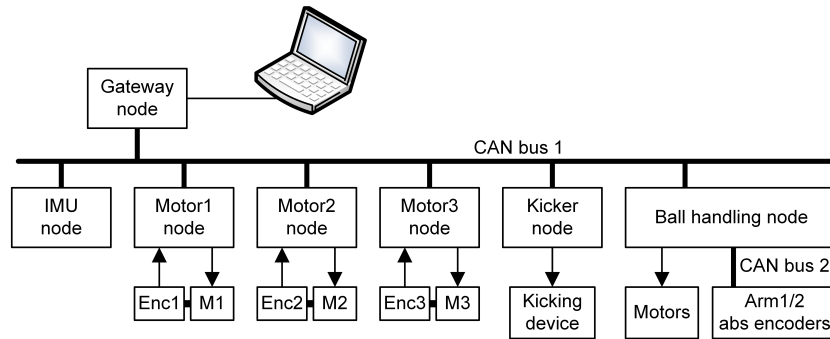 Gateway
node
CAN bus 1
IMU
node
Motor1
node
Motor2
node
Motor3
node
Kicker
node
Ball handling node
CAN bus 2
Enc1
M1
Enc2
M2
Enc3
M3
Kicking
device
Motors
Arm1/2
abs encoders